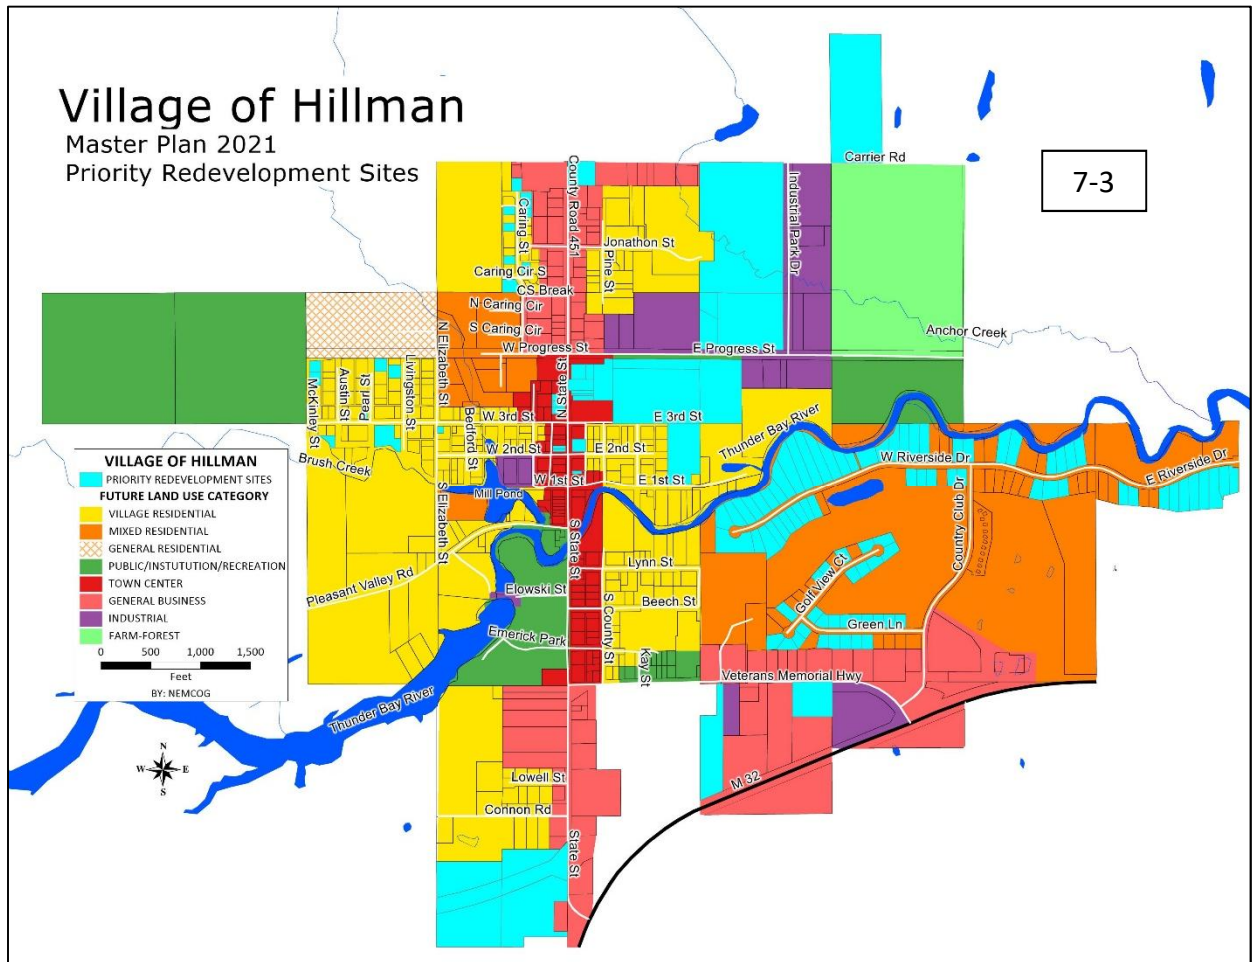 Village of Hillman
Master Plan 2021
Priority Redevelopment Sites
7-3
Carrier Rd
County Road 451
Industrial Park Dr
Caring St
Jonathon St
Pine St
Caring Cir S
CS Break
N Caring Cir
S Caring Cir
Anchor Creek
N Elizabeth St
W Progress St
E Progress St
McKinley St
Austin St
Pearl St
Livingston St
N State St
Bedford St
W 3rd St
E 3rd St
Thunder Bay River
W 2nd St
E 2nd St
Brush Creek
W Riverside Dr
E Riverside Dr
W 1st St
E 1st St
Mill Pond
S Elizabeth St
Country Club Dr
S State St
Lynn St
Pleasant Valley Rd
Elowski St
Beech St
S County St
Golf View Ct
Green Ln
Emerick Park
Kay St
Veterans Memorial Hwy
Thunder Bay River
M 32
Lowell St
Connon Rd
State St
VILLAGE OF HILLMAN
PRIORITY REDEVELOPMENT SITES
FUTURE LAND USE CATEGORY
VILLAGE RESIDENTIAL
MIXED RESIDENTIAL
GENERAL RESIDENTIAL
PUBLIC/INSTUTUTION/RECREATION
TOWN CENTER
GENERAL BUSINESS
INDUSTRIAL
FARM-FOREST
0 500 1,000 1,500
Feet
BY: NEMCOG
N
W E
S